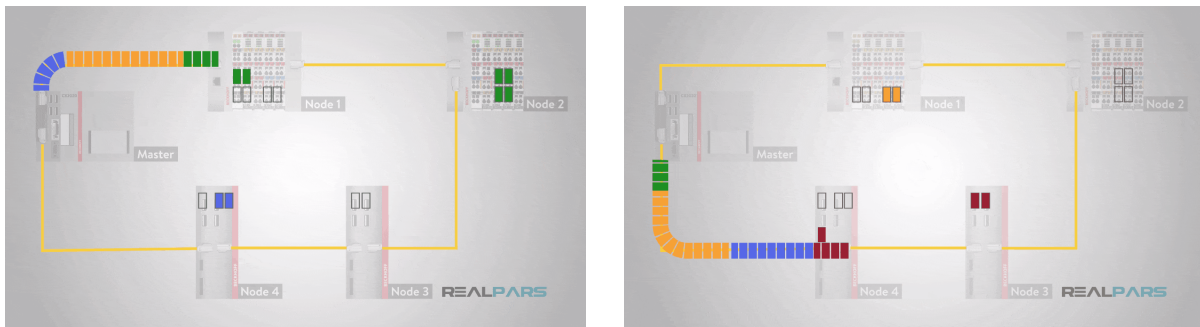 Node 1
Node 2
Master
Node 4
Node 3
REALPARS
Node 1
Node 2
Master
Node 4
Node 3
REALPARS